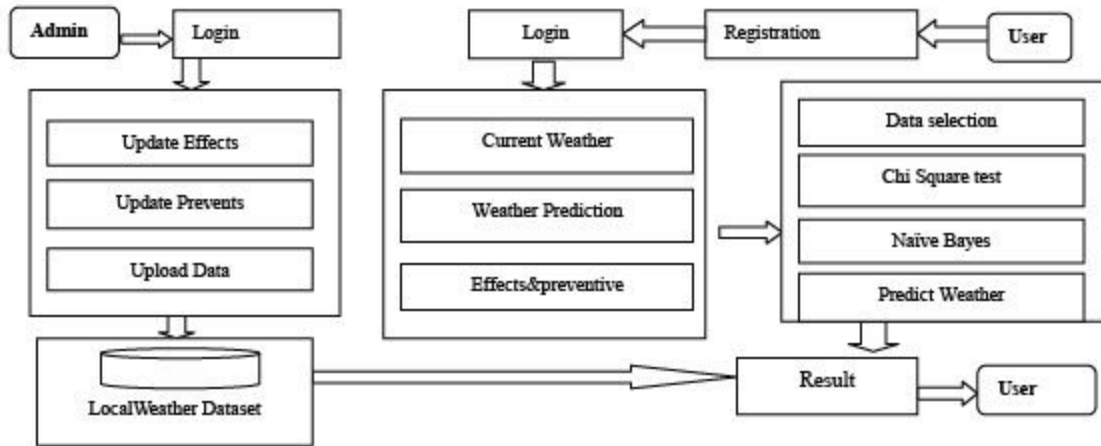 Admin
Login
Login
Registration
User
Update Effects
Update Prevents
Upload Data
Current Weather
Weather Prediction
Effects&preventive
Data selection
Chi Square test
Naïve Bayes
Predict Weather
LocalWeather Dataset
Result
User